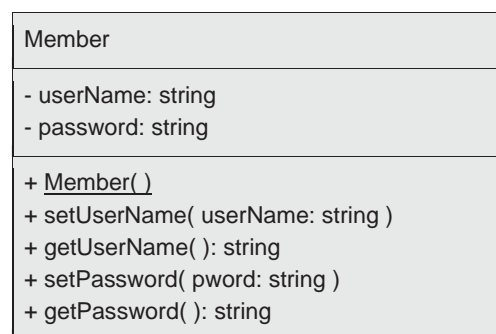 Member
- userName: string
- password: string
+ Member( )
+ setUserName( userName: string )
+ getUserName( ): string
+ setPassword( pword: string )
+ getPassword( ): string